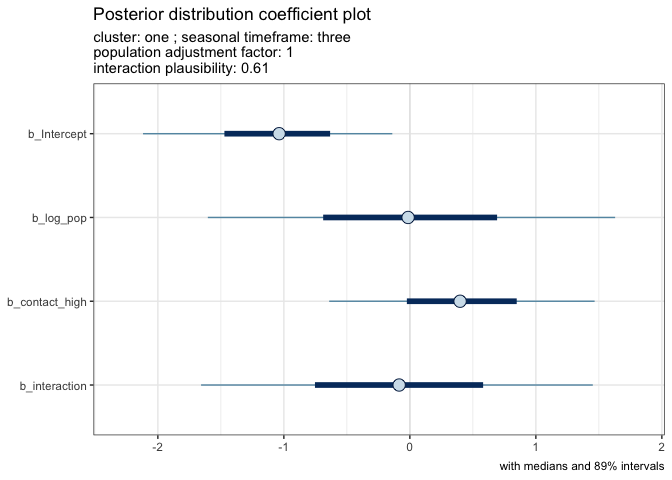 Posterior distribution coefficient plot
cluster: one ; seasonal timeframe: three
population adjustment factor: 1
interaction plausibility: 0.61
b_Intercept
b_log_pop
b_contact_high
b_interaction
-2 -1 0 1 2
with medians and 89% intervals